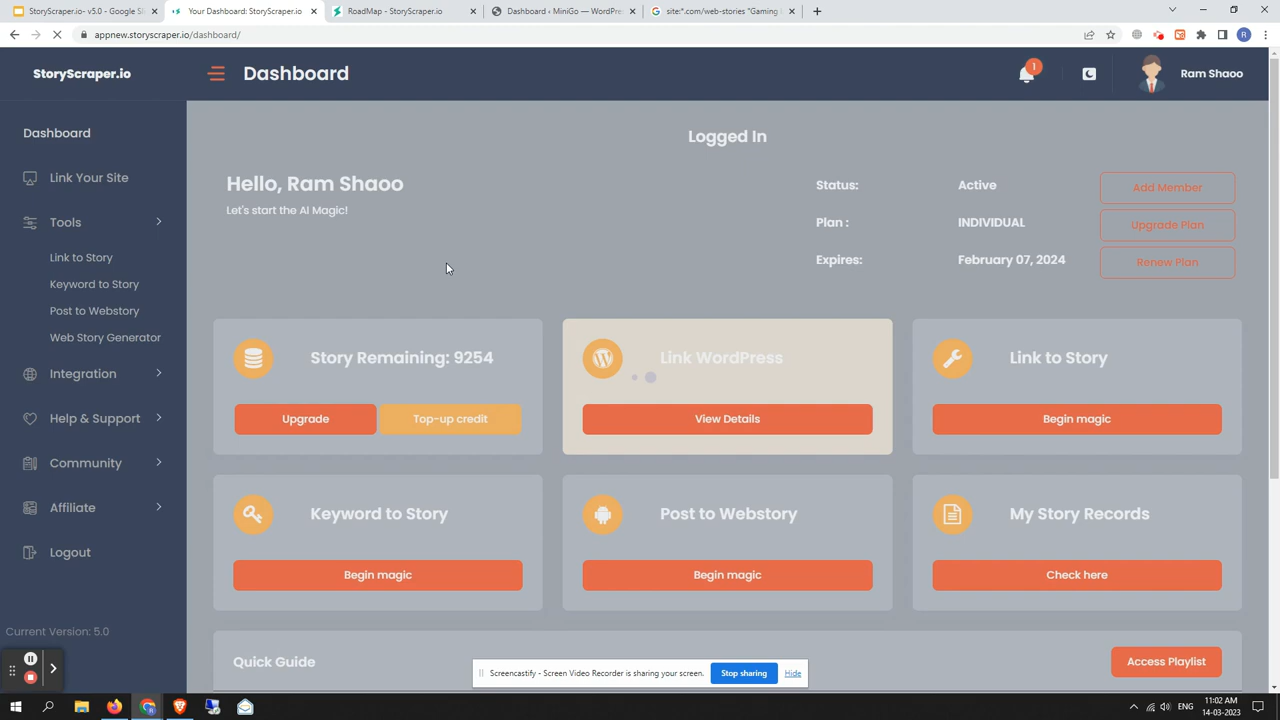 StoryScraper.io- v5.0 - Google Sl
Your Dashboard: StoryScraper.io
RoadMap - StoryScraper.io
Dashboard ‹ MiniGo — WordPre
site:*.com/web-stories "Gaming
appnew.storyscraper.io/dashboard/
R
StoryScraper.io
Dashboard
1
Ram Shaoo
Dashboard
Link Your Site
Tools
Link to Story
Keyword to Story
Post to Webstory
Web Story Generator
Integration
Help & Support
Community
Affiliate
Logout
Current Version: 5.0
Logged In
Hello, Ram Shaoo
Let's start the AI Magic!
Status: Active
Add Member
Plan : INDIVIDUAL
Upgrade Plan
Expires: February 07, 2024
Renew Plan
Story Remaining: 9254
Upgrade
Top-up credit
Link WordPress
View Details
Link to Story
Begin magic
Keyword to Story
Begin magic
Post to Webstory
Begin magic
My Story Records
Check here
Quick Guide
Access Playlist
Screencastify - Screen Video Recorder is sharing your screen.
Stop sharing
Hide
ENG
11:02 AM
14-03-2023